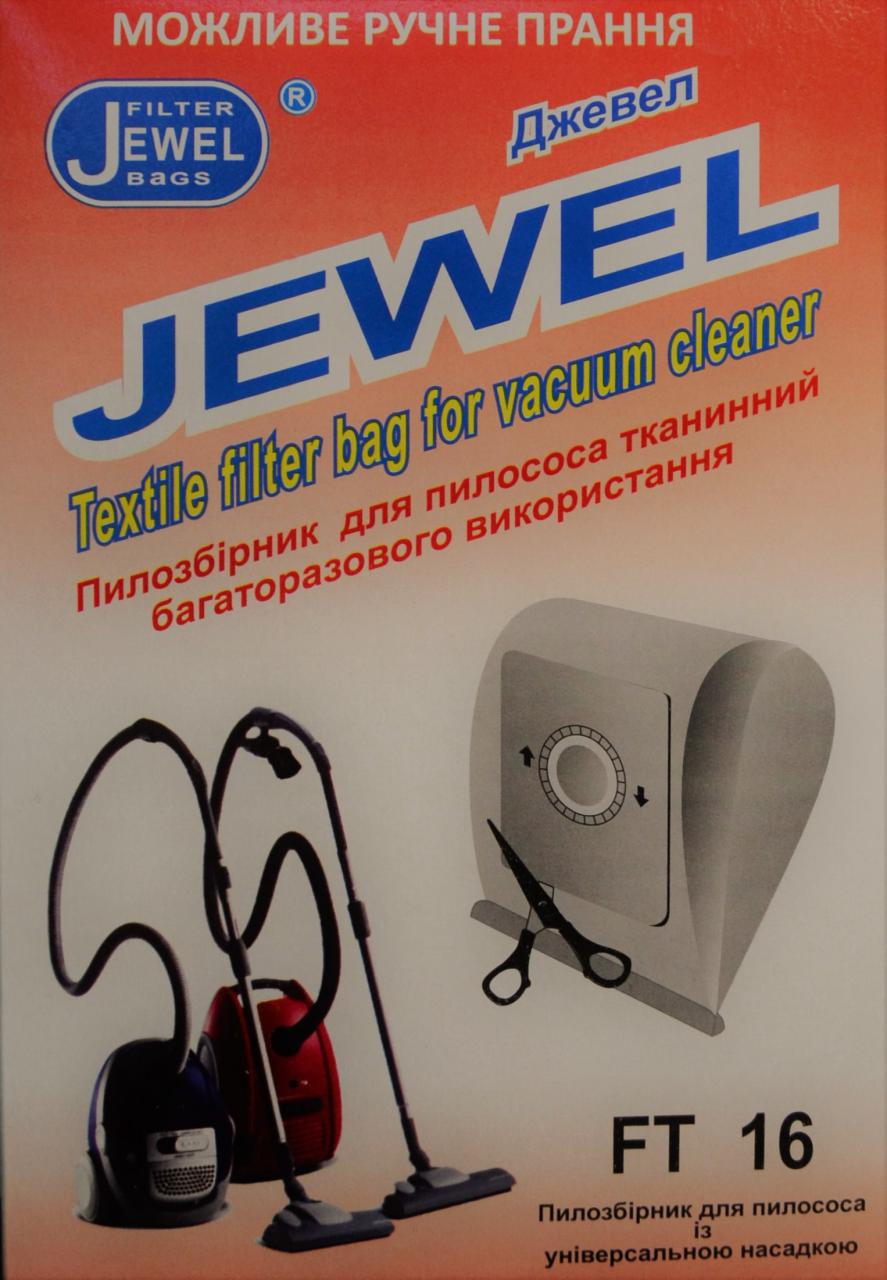 МОЖЛИВЕ РУЧНЕ ПРАННЯ
FILTER
JEWEL
BAGS
®
Джевел
JEWEL
Textile filter bag for vacuum cleaner
Пилозбірник для пилососа тканинний
багаторазового використання
FT 16
Пилозбірник для пилососа
із
універсальною насадкою